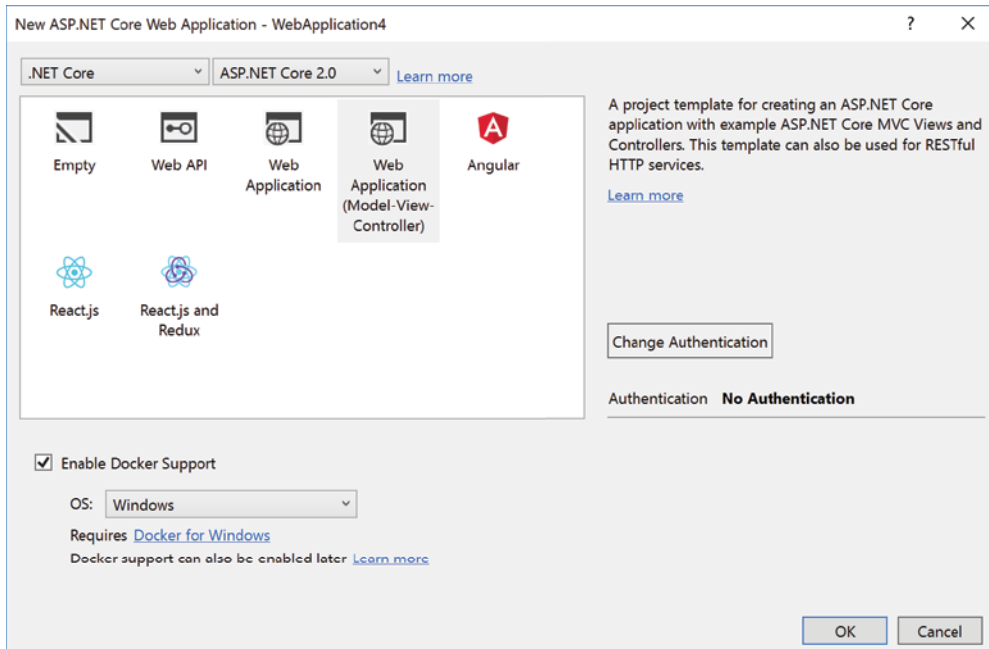 New ASP.NET Core Web Application - WebApplication4
?
.NET Core
ASP.NET Core 2.0
Learn more
Empty
Web API
Web
Application
Web
Application
(Model-View-
Controller)
Angular
React.js
React.js and
Redux
A project template for creating an ASP.NET Core
application with example ASP.NET Core MVC Views and
Controllers. This template can also be used for RESTful
HTTP services.
Learn more
Change Authentication
Authentication No Authentication
Enable Docker Support
OS: Windows
Requires Docker for Windows
Docker support can also be enabled later Learn more
OK
Cancel